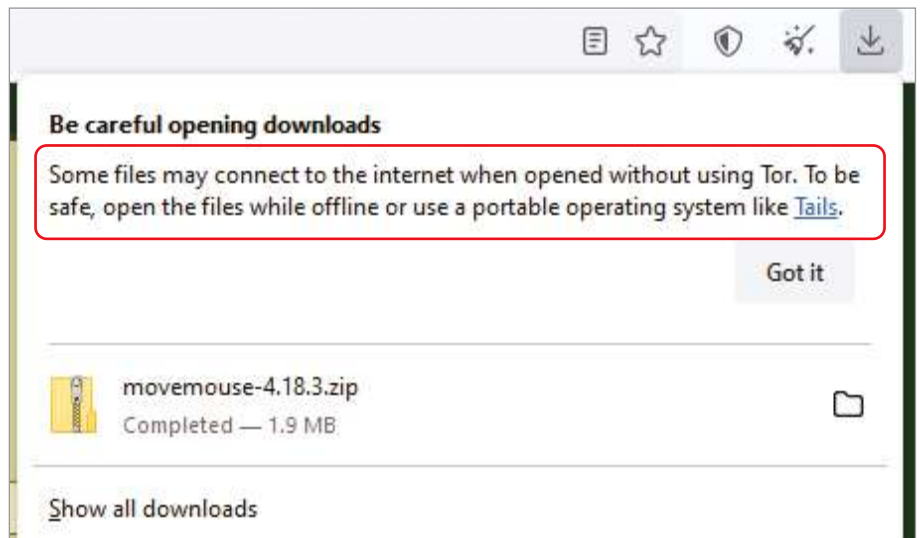 Be careful opening downloads
Some files may connect to the internet when opened without using Tor. To be
safe, open the files while offline or use a portable operating system like Tails.
Got it
movemouse-4.18.3.zip
Completed — 1.9 MB
Show all downloads